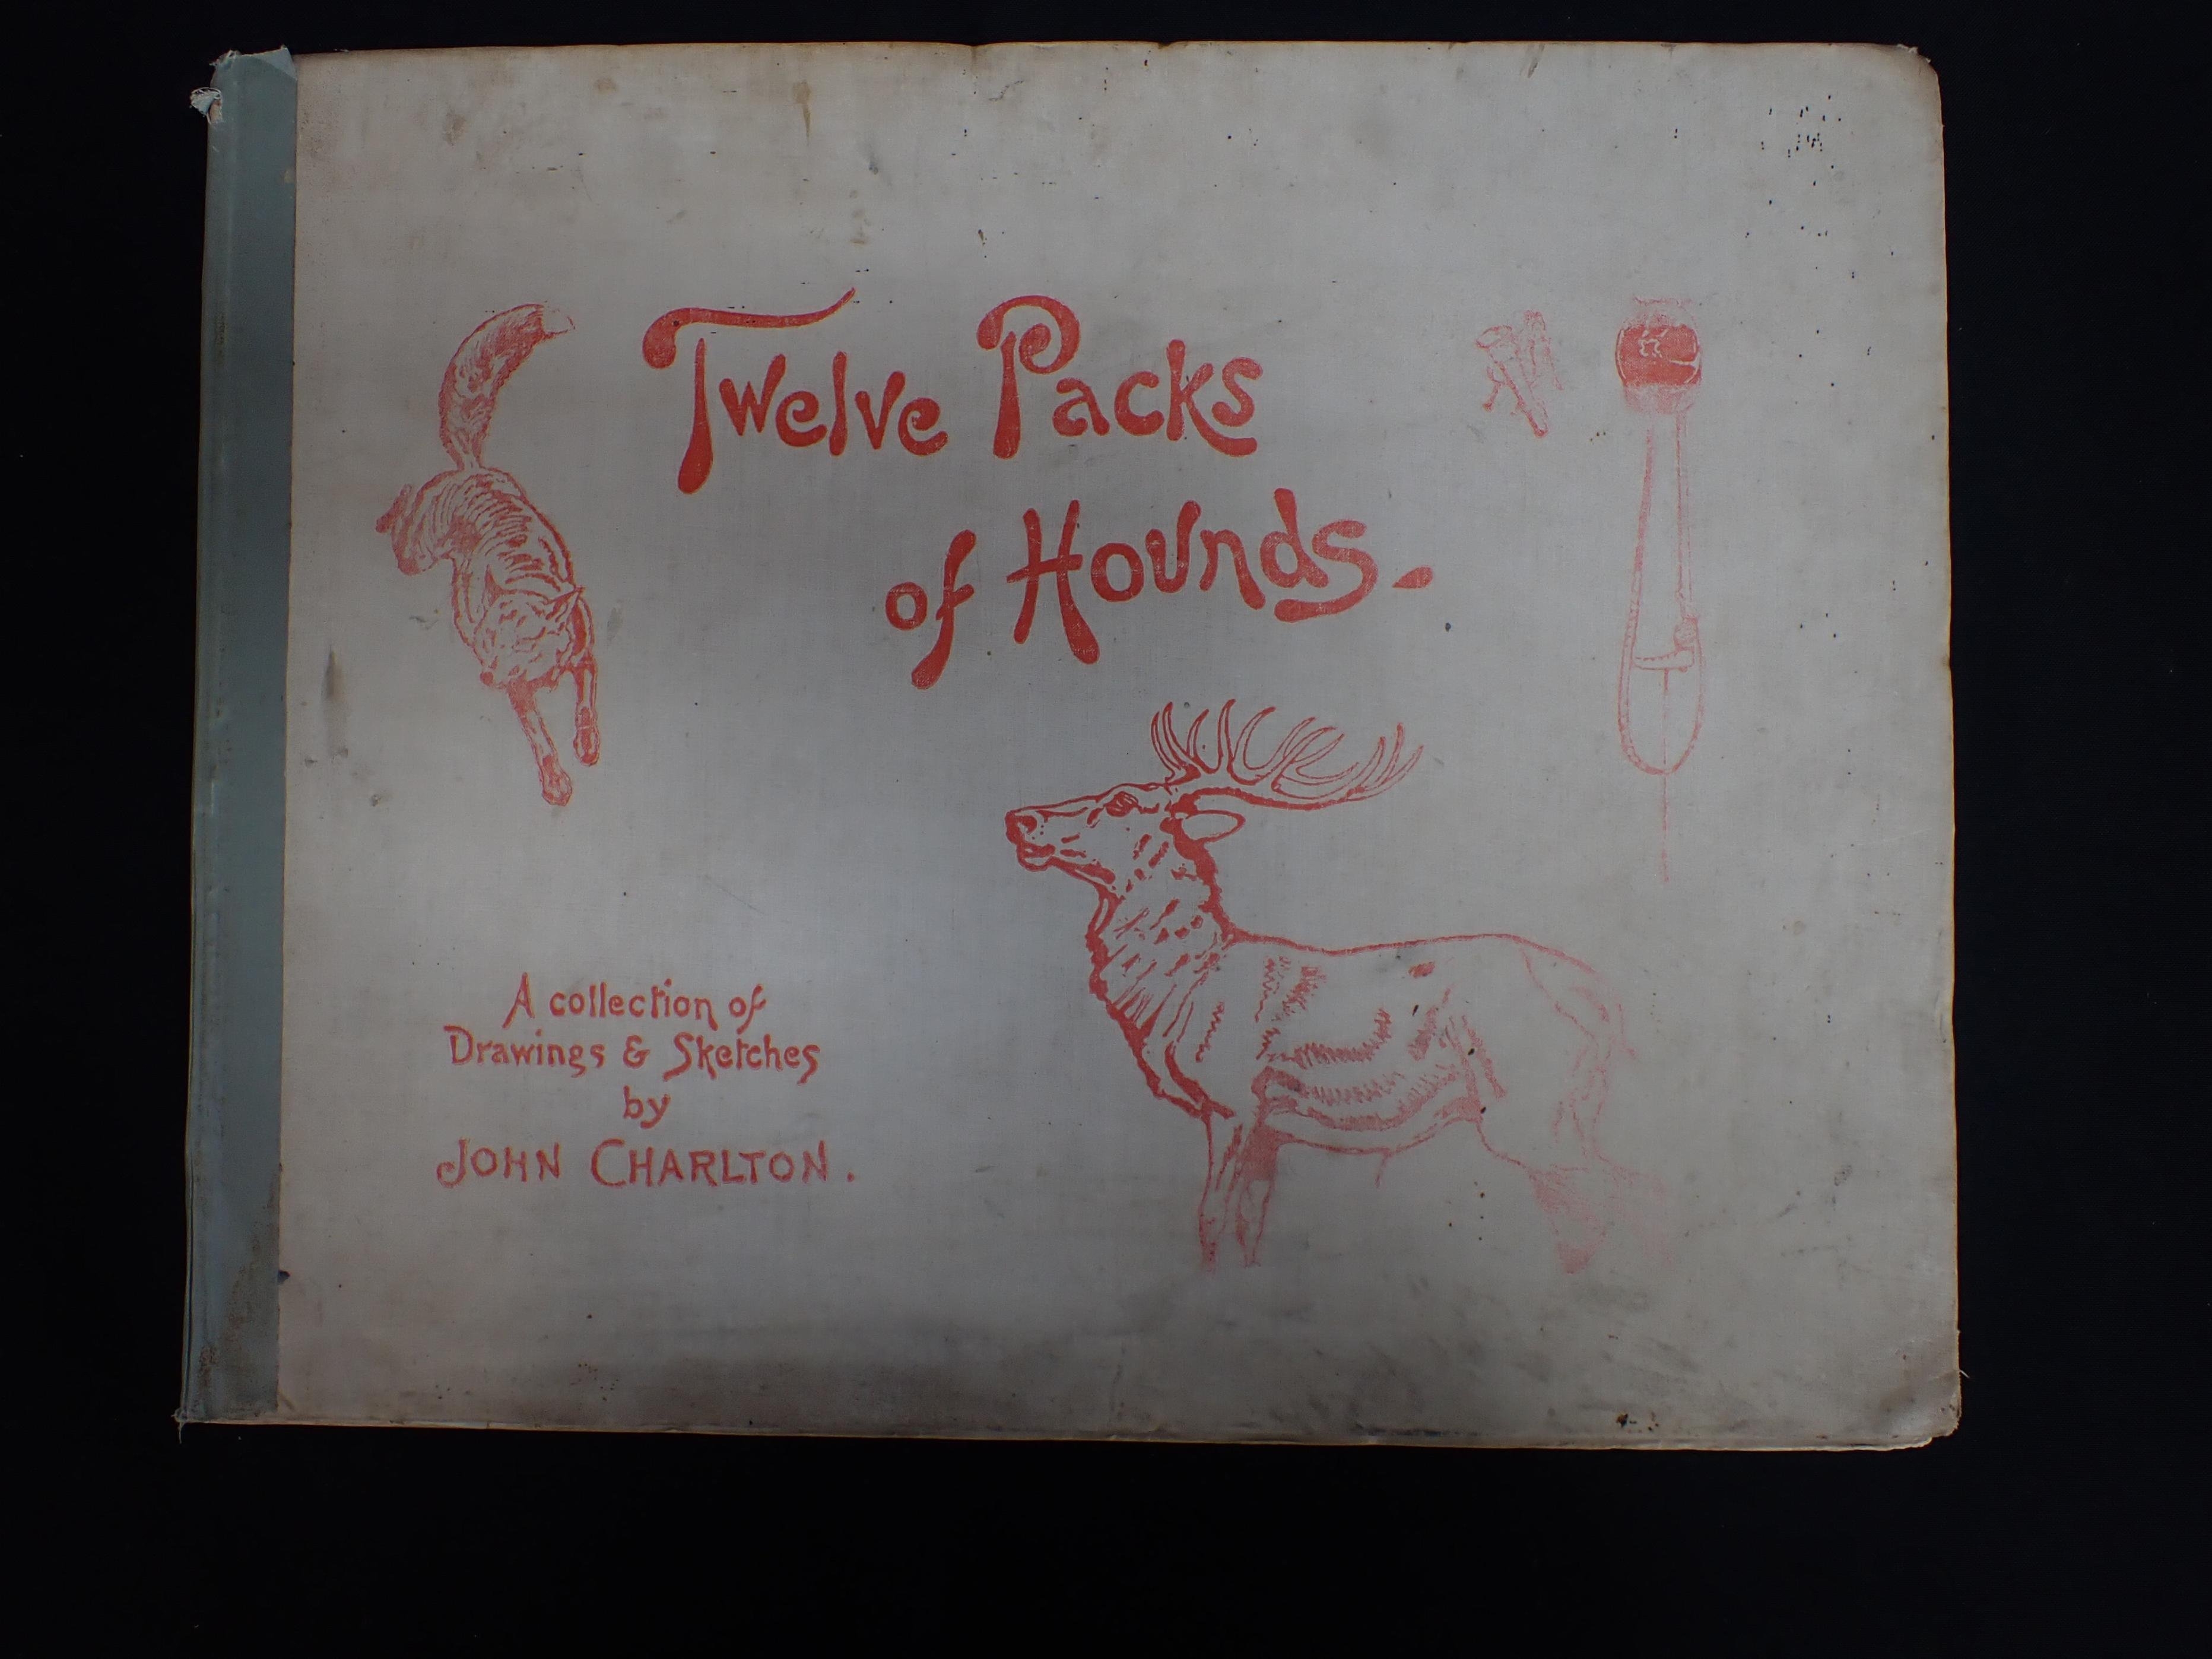 Twelve Packs
of Hounds.
A collection of
Drawings & Sketches
by
JOHN CHARLTON.